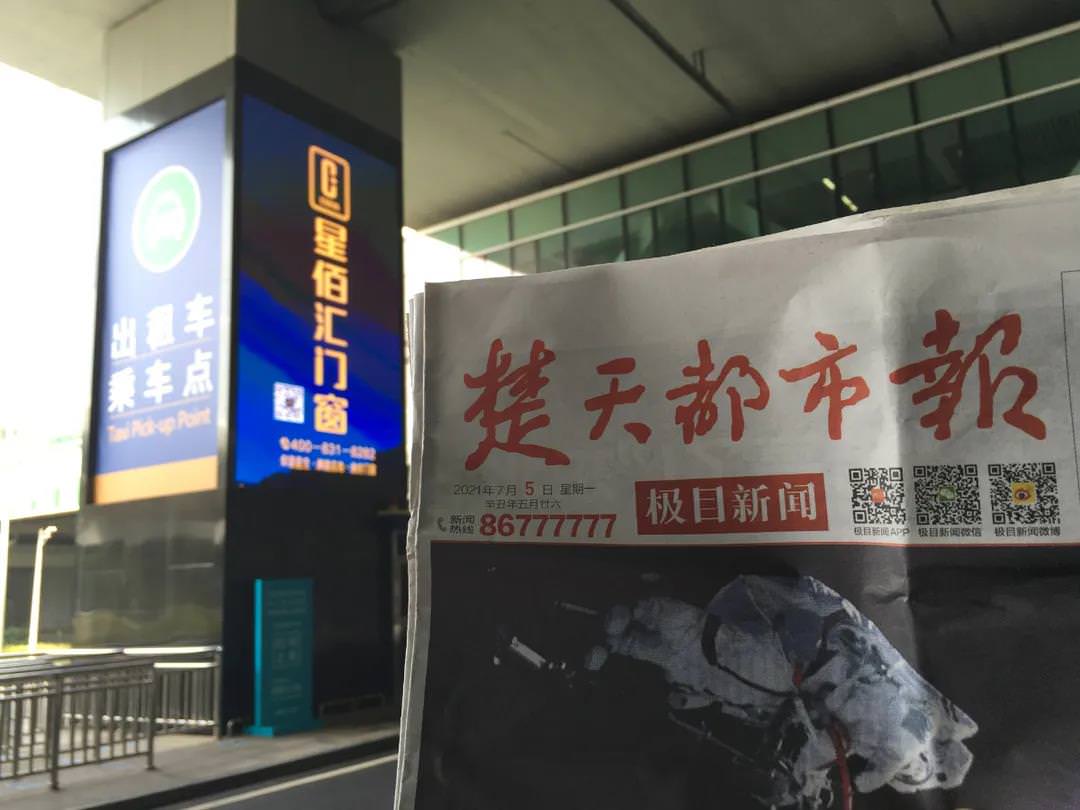 出租车
乘车点
Taxi Pick-up Point
星佰汇门窗
400-831-8282
楚天都市報
2021年7月5日 星期一
辛丑年五月廿六
新闻
热线
86777777
极目新闻
极目新闻APP
极目新闻微信
极目新闻微博